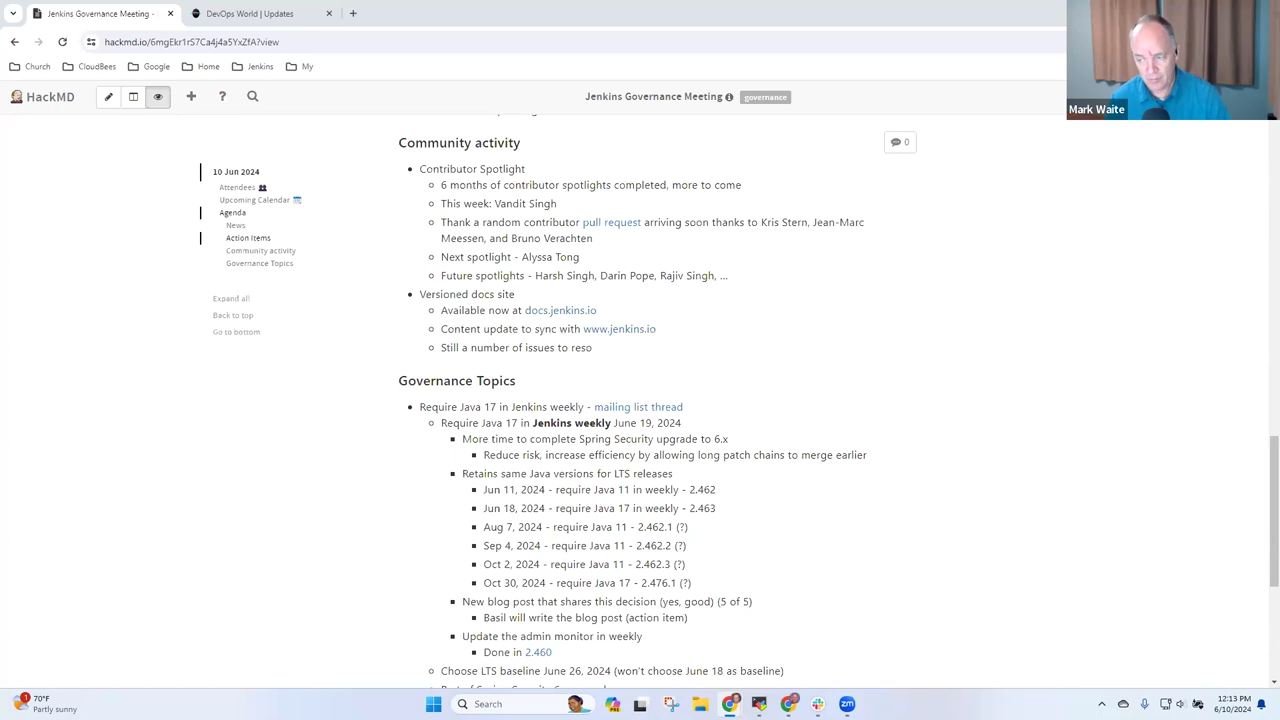 Jenkins Governance Meeting -
DevOps World | Updates
hackmd.io/6mgEkr1rS7Ca4j4a5YxZfA?view
Church
CloudBees
Google
Home
Jenkins
My
HackMD
Jenkins Governance Meeting
governance
Mark Waite
10 Jun 2024
Attendees
Upcoming Calendar
Agenda
News
Action Items
Community activity
Governance Topics
Expand all
Back to top
Go to bottom
Community activity
0
Contributor Spotlight
6 months of contributor spotlights completed, more to come
This week: Vandit Singh
Thank a random contributor pull request arriving soon thanks to Kris Stern, Jean-Marc
Meessen, and Bruno Verachten
Next spotlight - Alyssa Tong
Future spotlights - Harsh Singh, Darin Pope, Rajiv Singh, ...
Versioned docs site
Available now at docs.jenkins.io
Content update to sync with www.jenkins.io
Still a number of issues to reso
Governance Topics
Require Java 17 in Jenkins weekly - mailing list thread
Require Java 17 in Jenkins weekly June 19, 2024
More time to complete Spring Security upgrade to 6.x
Reduce risk, increase efficiency by allowing long patch chains to merge earlier
Retains same Java versions for LTS releases
Jun 11, 2024 - require Java 11 in weekly - 2.462
Jun 18, 2024 - require Java 17 in weekly - 2.463
Aug 7, 2024 - require Java 11 - 2.462.1 (?)
Sep 4, 2024 - require Java 11 - 2.462.2 (?)
Oct 2, 2024 - require Java 11 - 2.462.3 (?)
Oct 30, 2024 - require Java 17 - 2.476.1 (?)
New blog post that shares this decision (yes, good) (5 of 5)
Basil will write the blog post (action item)
Update the admin monitor in weekly
Done in 2.460
Choose LTS baseline June 26, 2024 (won't choose June 18 as baseline)
1
70°F
Partly sunny
Search
zm
12:13 PM
6/10/2024